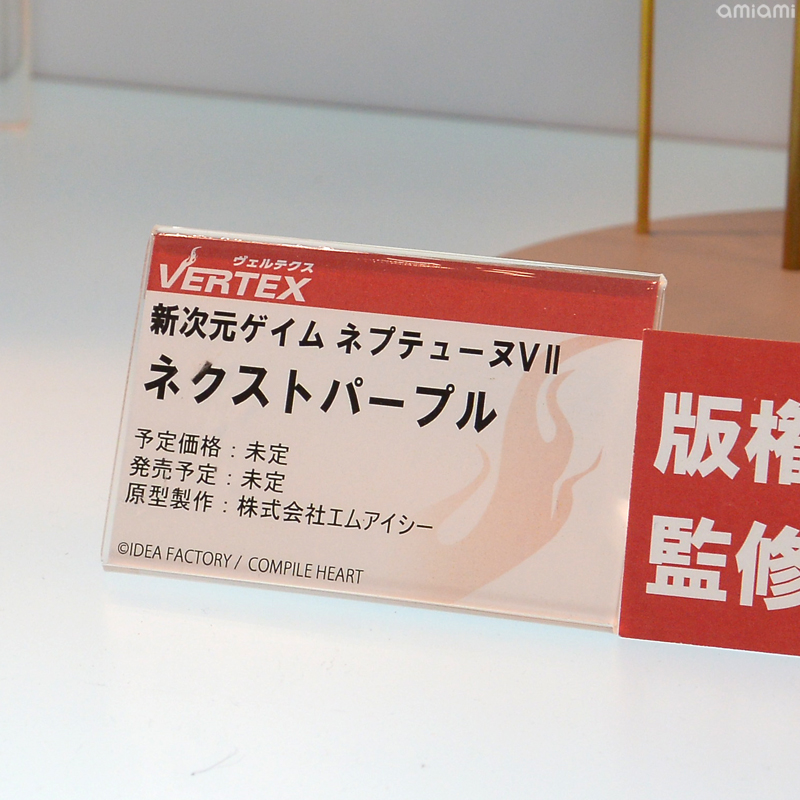 amiami
ヴェルテクス
VERTEX
新次元ゲイム ネプテューヌVⅡ
ネクストパープル
予定価格：未定
発売予定：未定
原型製作：株式会社エムアイシー
©IDEA FACTORY / COMPILE HEART
版権
監修